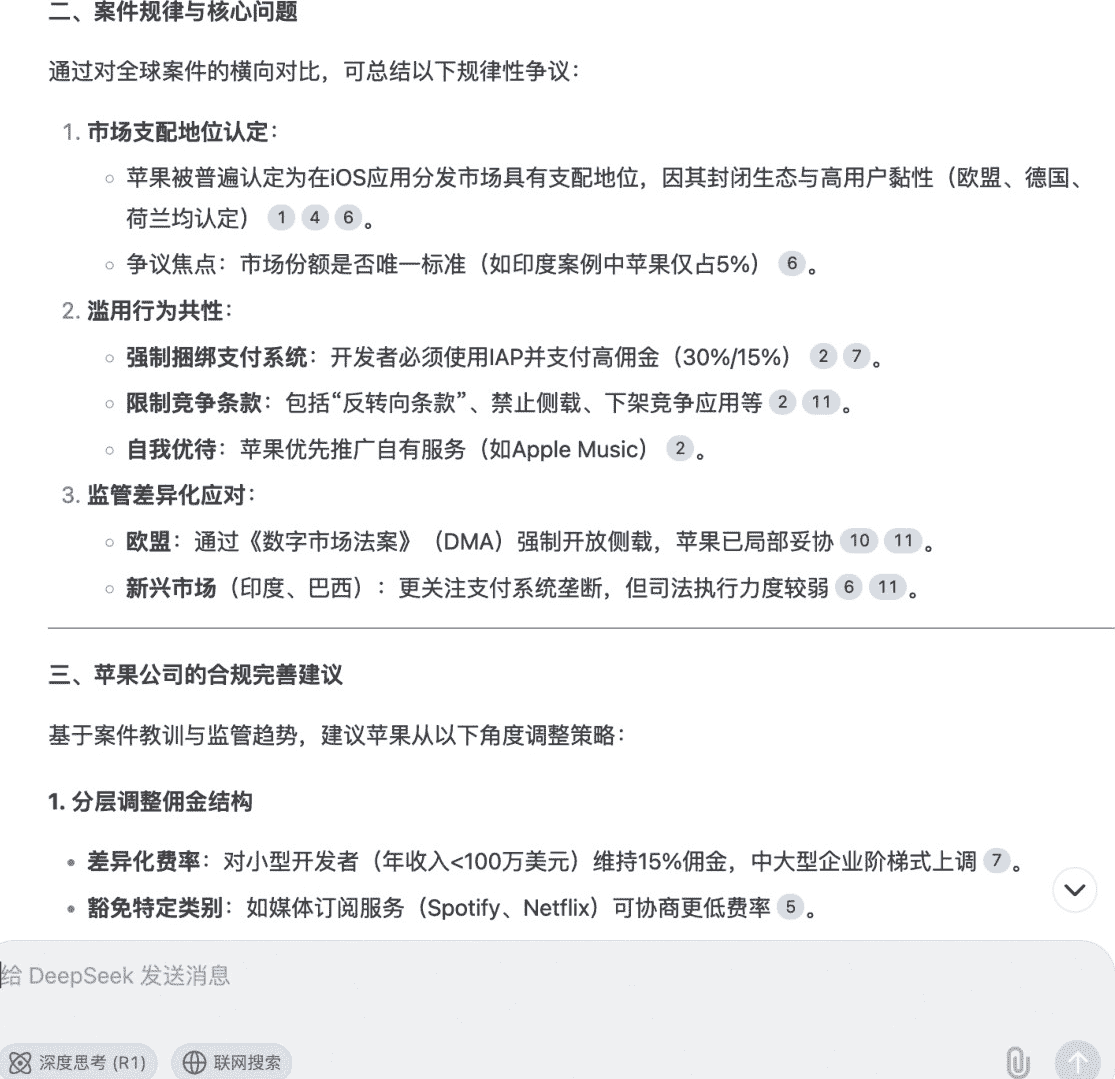 二、案件规律与核心问题
通过对全球案件的横向对比，可总结以下规律性争议：
1. 市场支配地位认定：
苹果被普遍认定为在iOS应用分发市场具有支配地位，因其封闭生态与高用户黏性（欧盟、德国、
荷兰均认定） 1 4 6 。
争议焦点：市场份额是否唯一标准（如印度案例中苹果仅占5%） 6 。
2. 滥用行为共性：
强制捆绑支付系统：开发者必须使用IAP并支付高佣金（30%/15%） 2 7 。
限制竞争条款：包括“反转向条款”、禁止侧载、下架竞争应用等 2 11 。
自我优待：苹果优先推广自有服务（如Apple Music） 2 。
3. 监管差异化应对：
欧盟：通过《数字市场法案》（DMA）强制开放侧载，苹果已局部妥协 10 11 。
新兴市场（印度、巴西）：更关注支付系统垄断，但司法执行力度较弱 6 11 。
三、苹果公司的合规完善建议
基于案件教训与监管趋势，建议苹果从以下角度调整策略：
1. 分层调整佣金结构
差异化费率：对小型开发者（年收入<100万美元）维持15%佣金，中大型企业阶梯式上调 7 。
豁免特定类别：如媒体订阅服务（Spotify、Netflix）可协商更低费率 5 。
给 DeepSeek 发送消息
深度思考 (R1) 联网搜索